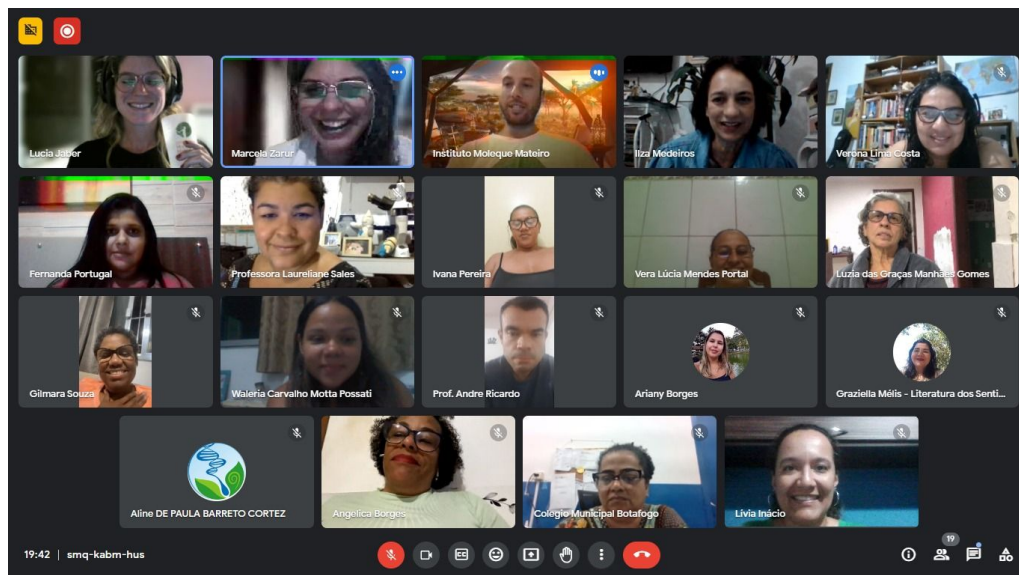 Lucia Jaber
Marcela Zarur
Instituto Moleque Mateiro
Ilza Medeiros
Verona Lima Costa
Fernanda Portugal
Professora Laureliane Sales
Ivana Pereira
Vera Lúcia Mendes Portal
Luzia das Graças Manhães Gomes
Gilmara Souza
Waleria Carvalho Motta Possati
Prof. Andre Ricardo
Ariany Borges
Graziella Mélis - Literatura dos Senti...
Aline DE PAULA BARRETO CORTEZ
Angelica Borges
Colegio Municipal Botafogo
Livia Inácio
19:42 | smq-kabm-hus
CC
19